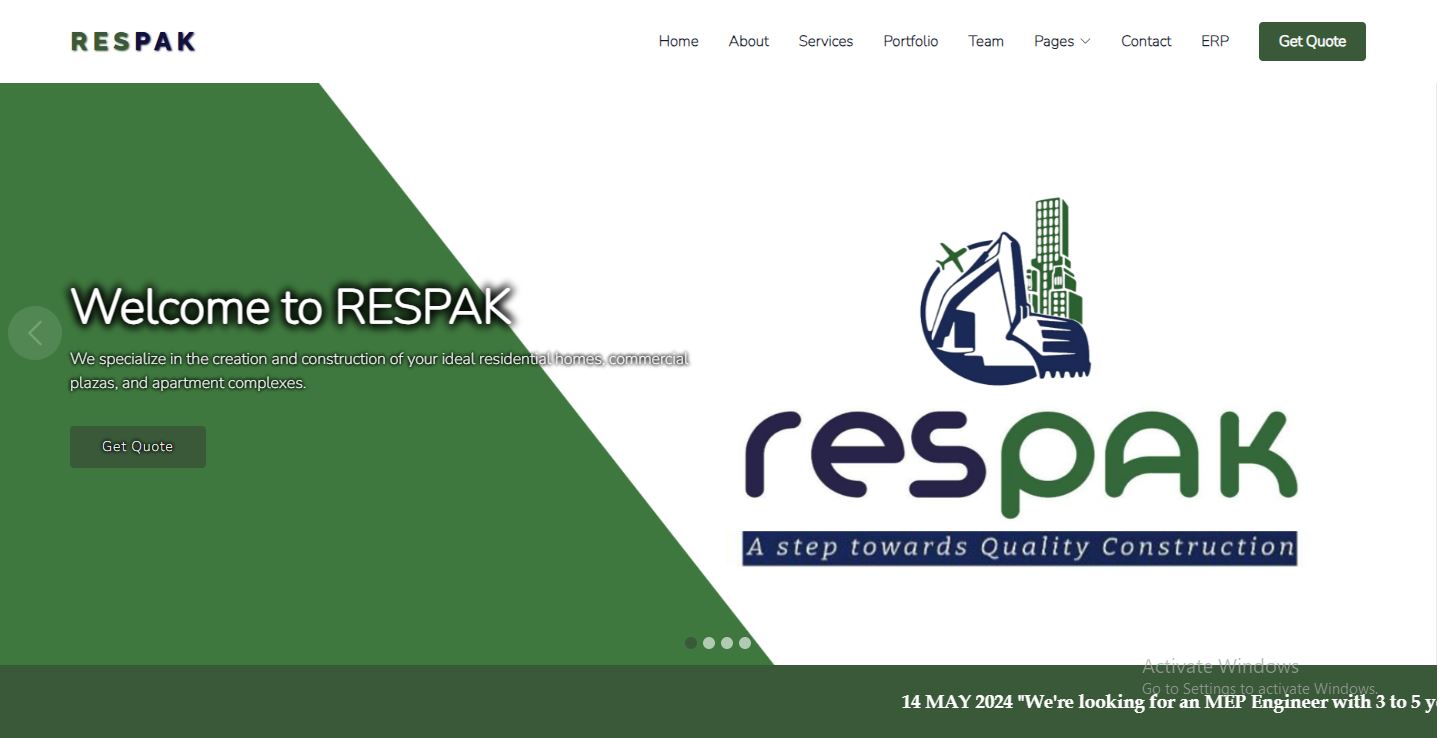 RESPAK
Home About Services Portfolio Team Pages Contact ERP Get Quote
Welcome to RESPAK
We specialize in the creation and construction of your ideal residential homes, commercial
plazas, and apartment complexes.
Get Quote
respak
A step towards Quality Construction
Activate Windows
Go to Settings to activate Windows.
14 MAY 2024 "We're looking for an MEP Engineer with 3 to 5